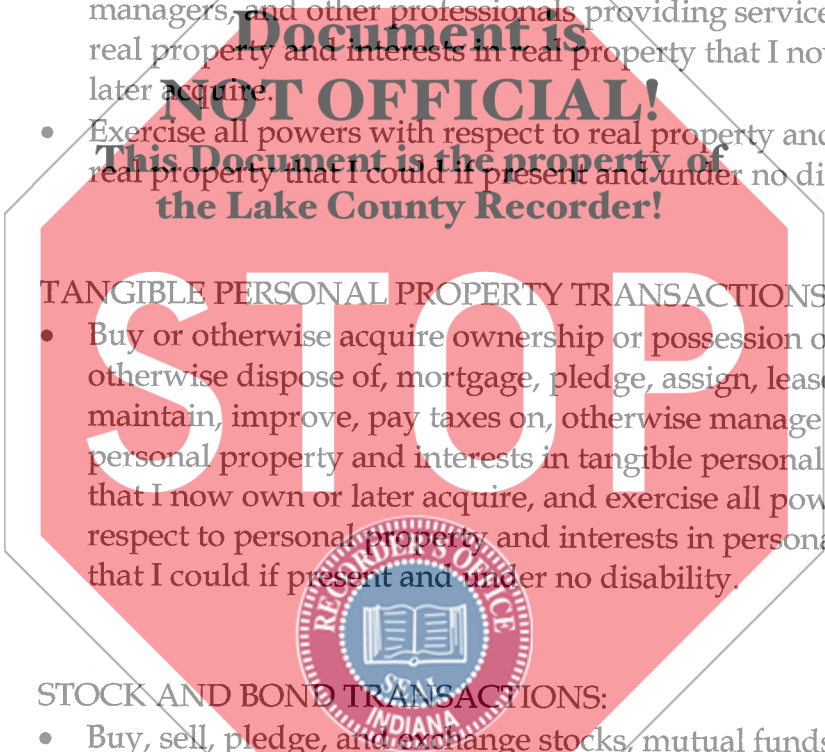 managers, and other professionals providing service
Document is
real property and interests in real property that I no
NOT OFFICIAL!
later acquire.
• Exercise all powers with respect to real property and
This Document is the property of
real property that I could if present and under no di
the Lake County Recorder!
TANGIBLE PERSONAL PROPERTY TRANSACTIONS
• Buy or otherwise acquire ownership or possession o
otherwise dispose of, mortgage, pledge, assign, lease
maintain, improve, pay taxes on, otherwise manage
personal property and interests in tangible personal
that I now own or later acquire, and exercise all pow
respect to personal property and interests in persona
that I could if present and under no disability.
STOP
RECORDER'S OFFICE
SEAL
INDIANA
STOCK AND BOND TRANSACTIONS:
• Buy, sell, pledge, and exchange stocks, mutual funds